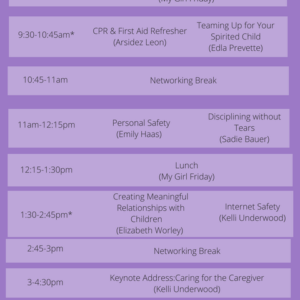 (My Girl Friday)
9:30-10:45am*
CPR & First Aid Refresher
(Arsidez Leon)
Teaming Up for Your
Spirited Child
(Edla Prevette)
10:45-11am
Networking Break
11am-12:15pm
Personal Safety
(Emily Haas)
Disciplining without
Tears
(Sadie Bauer)
12:15-1:30pm
Lunch
(My Girl Friday)
1:30-2:45pm*
Creating Meaningful
Relationships with
Children
(Elizabeth Worley)
Internet Safety
(Kelli Underwood)
2:45-3pm
Networking Break
3-4:30pm
Keynote Address:Caring for the Caregiver
(Kelli Underwood)